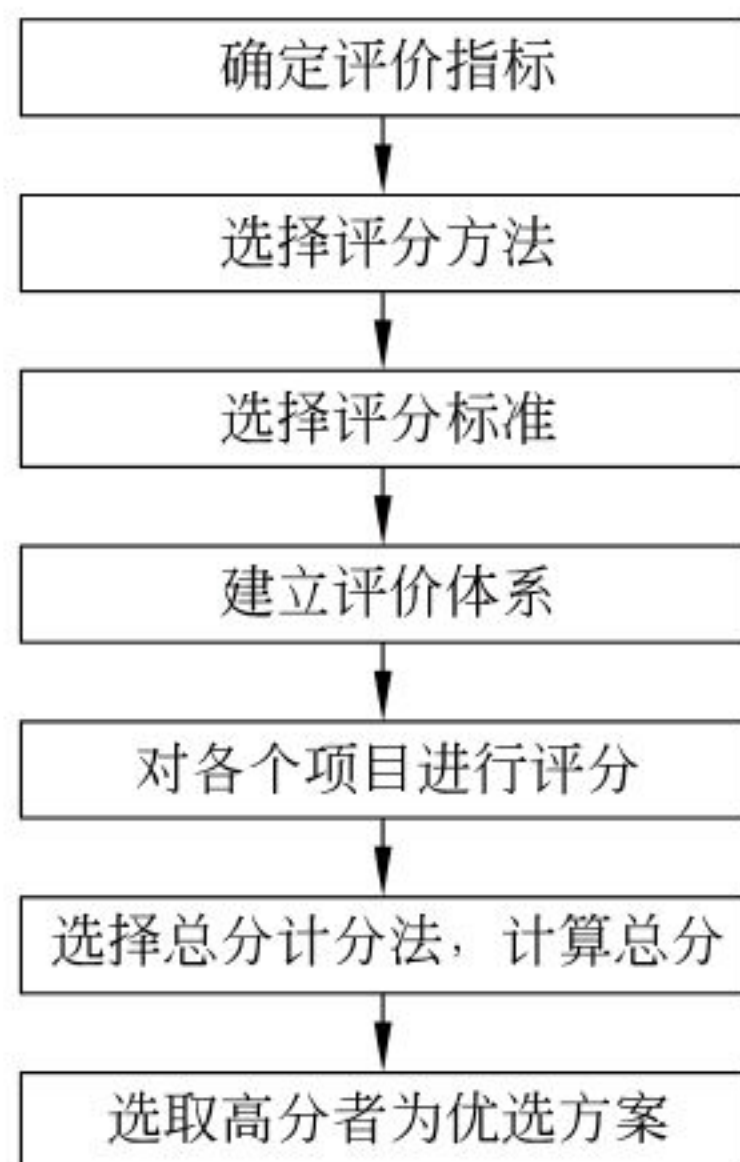 确定评价指标
选择评分方法
选择评分标准
建立评价体系
对各个项目进行评分
选择总分计分法，计算总分
选取高分者为优选方案